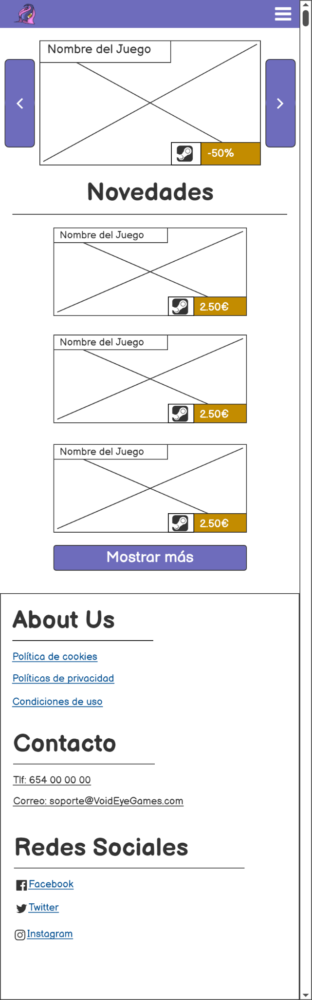 Nombre del Juego
-50%
Novedades
Nombre del Juego
2.50€
Nombre del Juego
2.50€
Nombre del Juego
2.50€
Mostrar más
About Us
Política de cookies
Políticas de privacidad
Condiciones de uso
Contacto
Tlf: 654 00 00 00
Correo: soporte@VoidEyeGames.com
Redes Sociales
Facebook
Twitter
Instagram